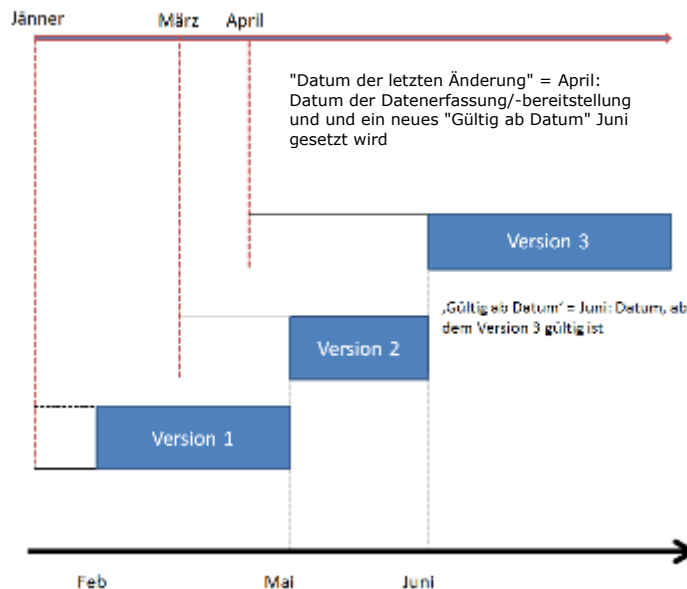 Jänner März April
"Datum der letzten Änderung" = April:
Datum der Datenerfassung/-bereitstellung
und und ein neues "Gültig ab Datum" Juni
gesetzt wird
Version 3
„Gültig ab Datum“ = Juni: Datum, ab
dem Version 3 gültig ist
Version 2
Version 1
Feb Mai Juni